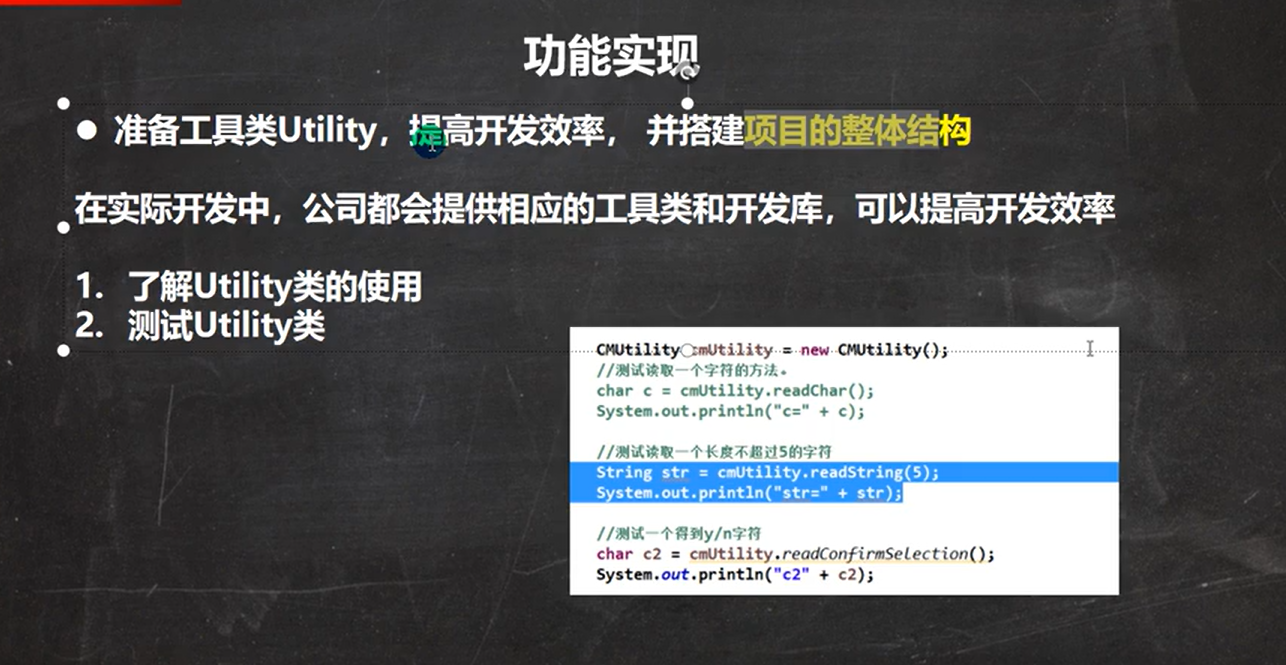 功能实现
准备工具类Utility，提高开发效率， 并搭建项目的整体结构
在实际开发中，公司都会提供相应的工具类和开发库，可以提高开发效率
1. 了解Utility类的使用
2. 测试Utility类
CMUtility cmUtility = new CMUtility();
//测试读取一个字符的方法。
char c = cmUtility.readChar();
System.out.println("c=" + c);
//测试读取一个长度不超过5的字符
String str = cmUtility.readString(5);
System.out.println("str=" + str);
//测试一个得到y/n字符
char c2 = cmUtility.readConfirmSelection();
System.out.println("c2" + c2);